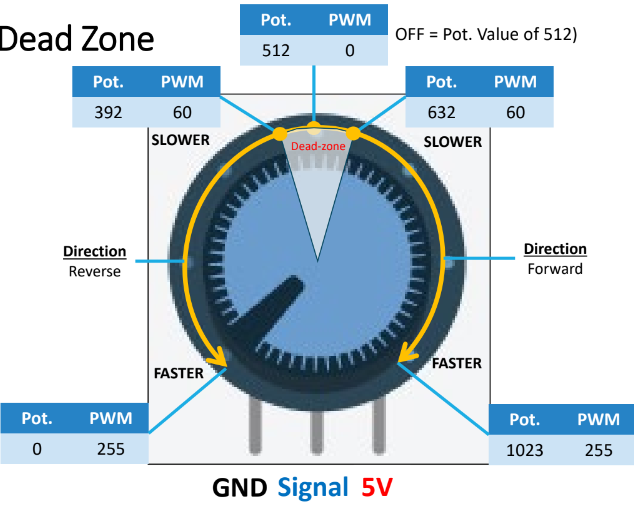 Dead Zone
Pot. PWM
512 0
OFF = Pot. Value of 512)
Pot. PWM
392 60
Pot. PWM
632 60
SLOWER
SLOWER
Dead-zone
Direction
Reverse
Direction
Forward
FASTER
FASTER
Pot. PWM
0 255
Pot. PWM
1023 255
GND Signal 5V